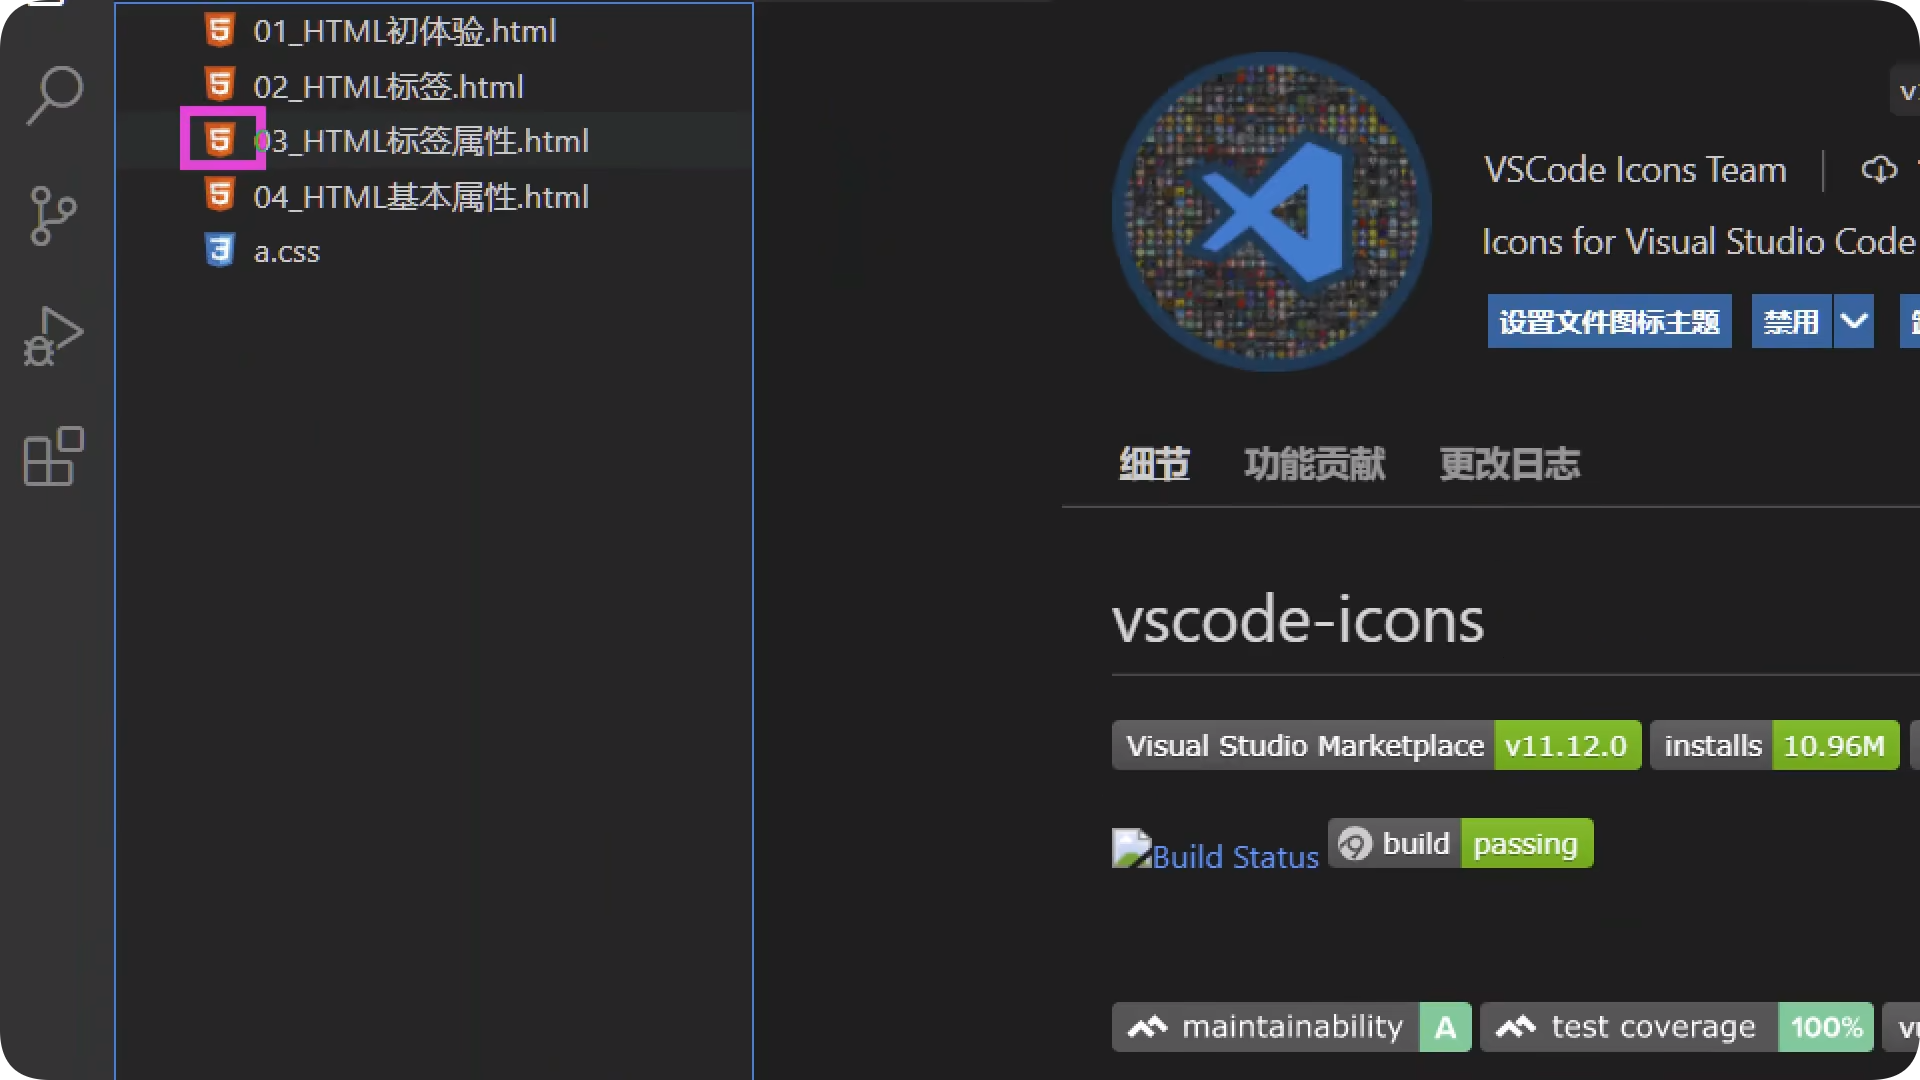 01_HTML初体验.html
02_HTML标签.html
03_HTML标签属性.html
04_HTML基本属性.html
a.css
VSCode Icons Team
Icons for Visual Studio Code
设置文件图标主题
禁用
细节 功能贡献 更改日志
vscode-icons
Visual Studio Marketplace v11.12.0 installs 10.96M
Build Status build passing
maintainability A test coverage 100%